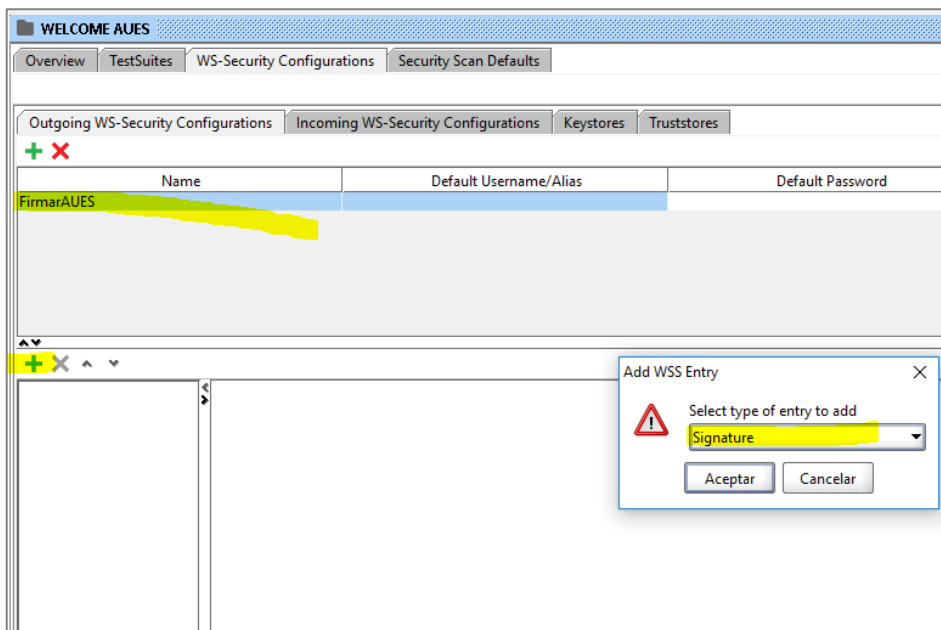 WELCOME AUES
Overview TestSuites WS-Security Configurations Security Scan Defaults
Outgoing WS-Security Configurations Incoming WS-Security Configurations Keystores Truststores
Name Default Username/Alias Default Password
FirmarAUES
Add WSS Entry
Select type of entry to add
Signature
Aceptar Cancelar